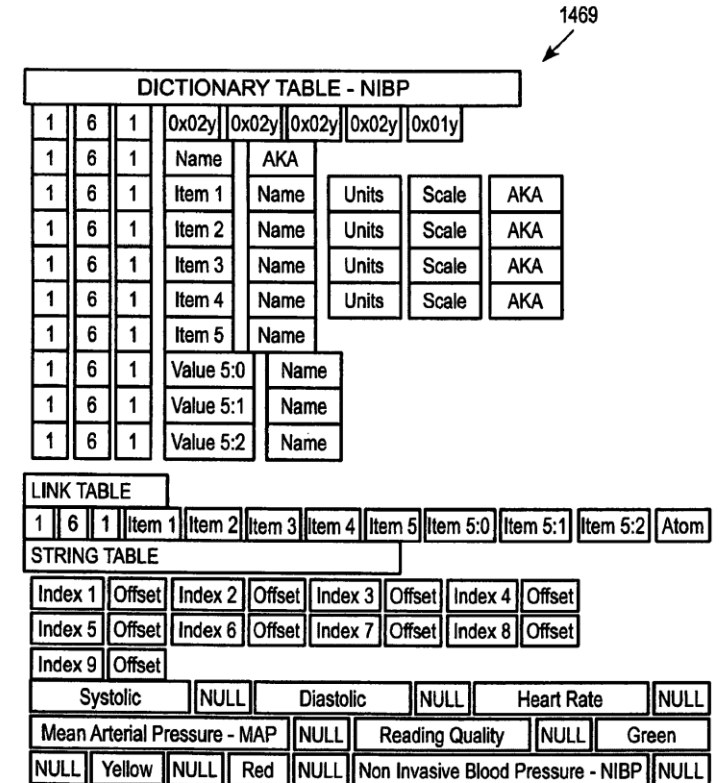 1469
DICTIONARY TABLE - NIBP
1 6 1 0x02y 0x02y 0x02y 0x02y 0x01y
1 6 1 Name AKA
1 6 1 Item 1 Name Units Scale AKA
1 6 1 Item 2 Name Units Scale AKA
1 6 1 Item 3 Name Units Scale AKA
1 6 1 Item 4 Name Units Scale AKA
1 6 1 Item 5 Name
1 6 1 Value 5:0 Name
1 6 1 Value 5:1 Name
1 6 1 Value 5:2 Name
LINK TABLE
1 6 1 Item 1 Item 2 Item 3 Item 4 Item 5 Item 5:0 Item 5:1 Item 5:2 Atom
STRING TABLE
Index 1 Offset Index 2 Offset Index 3 Offset Index 4 Offset
Index 5 Offset Index 6 Offset Index 7 Offset Index 8 Offset
Index 9 Offset
Systolic NULL Diastolic NULL Heart Rate NULL
Mean Arterial Pressure - MAP NULL Reading Quality NULL Green
NULL Yellow NULL Red NULL Non Invasive Blood Pressure - NIBP NULL